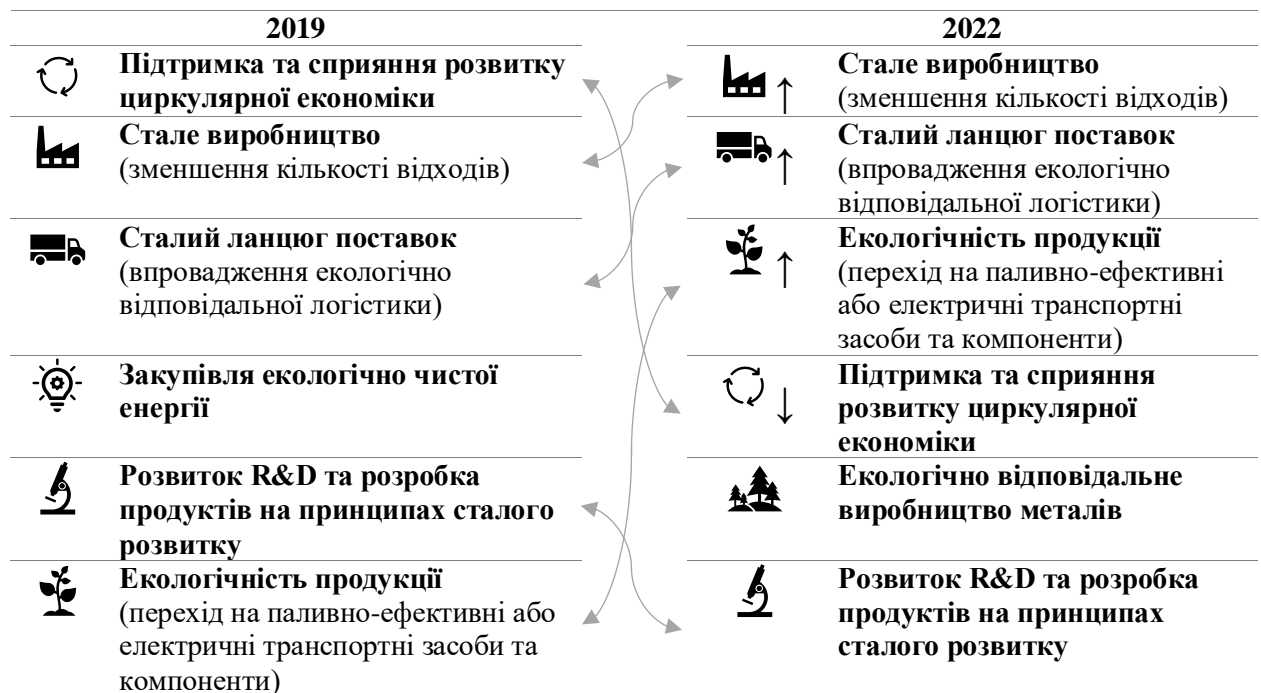 2019
Підтримка та сприяння розвитку
циркулярної економіки
Стале виробництво
(зменшення кількості відходів)
Сталий ланцюг поставок
(впровадження екологічно
відповідальної логістики)
Закупівля екологічно чистої
енергії
Розвиток R&D та розробка
продуктів на принципах сталого
розвитку
Екологічність продукції
(перехід на паливно-ефективні або
електричні транспортні засоби та
компоненти)
2022
Стале виробництво
(зменшення кількості відходів)
Сталий ланцюг поставок
(впровадження екологічно
відповідальної логістики)
Екологічність продукції
(перехід на паливно-ефективні
або електричні транспортні
засоби та компоненти)
Підтримка та сприяння
розвитку циркулярної
економіки
Екологічно відповідальне
виробництво металів
Розвиток R&D та розробка
продуктів на принципах
сталого розвитку